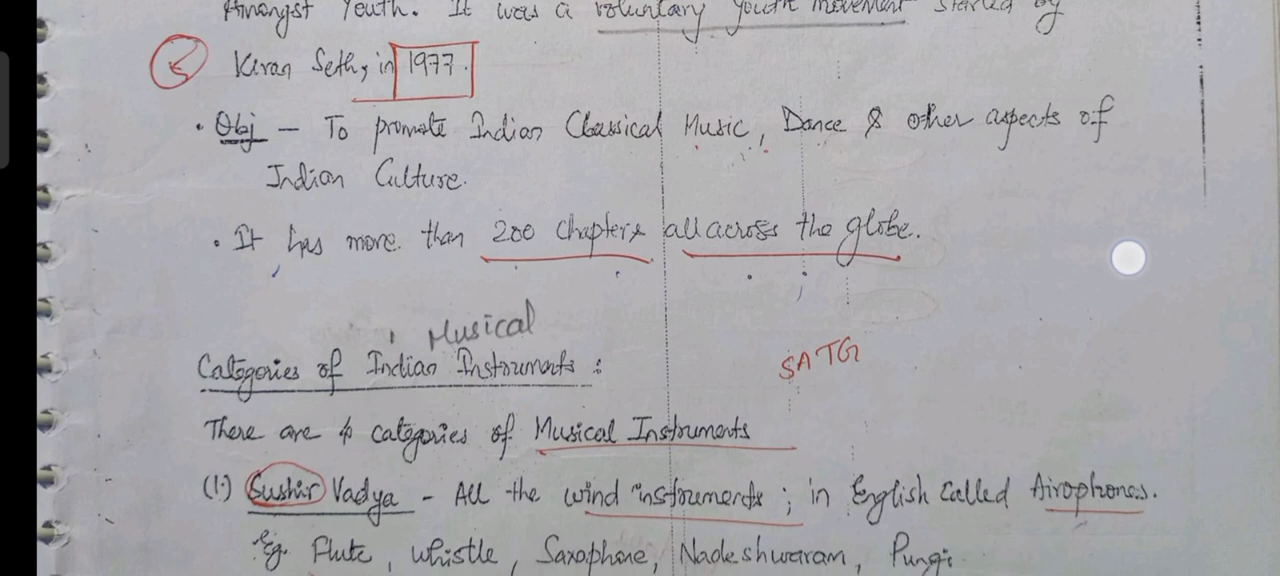 Amongst Youth. It was a voluntary youth movement started by
Kiran Seth, in 1977.
• Obj – To promote Indian Classical Music, Dance & other aspects of
Indian Culture.
• It has more than 200 chapters all across the globe.
Musical
Categories of Indian Instruments :
SATG
There are 4 categories of Musical Instruments
(1.) Sushir Vadya - All the wind instruments ; in English called Airophones.
Eg. Flute, Whistle, Saxophone, Nadeshwaram, Pungi.